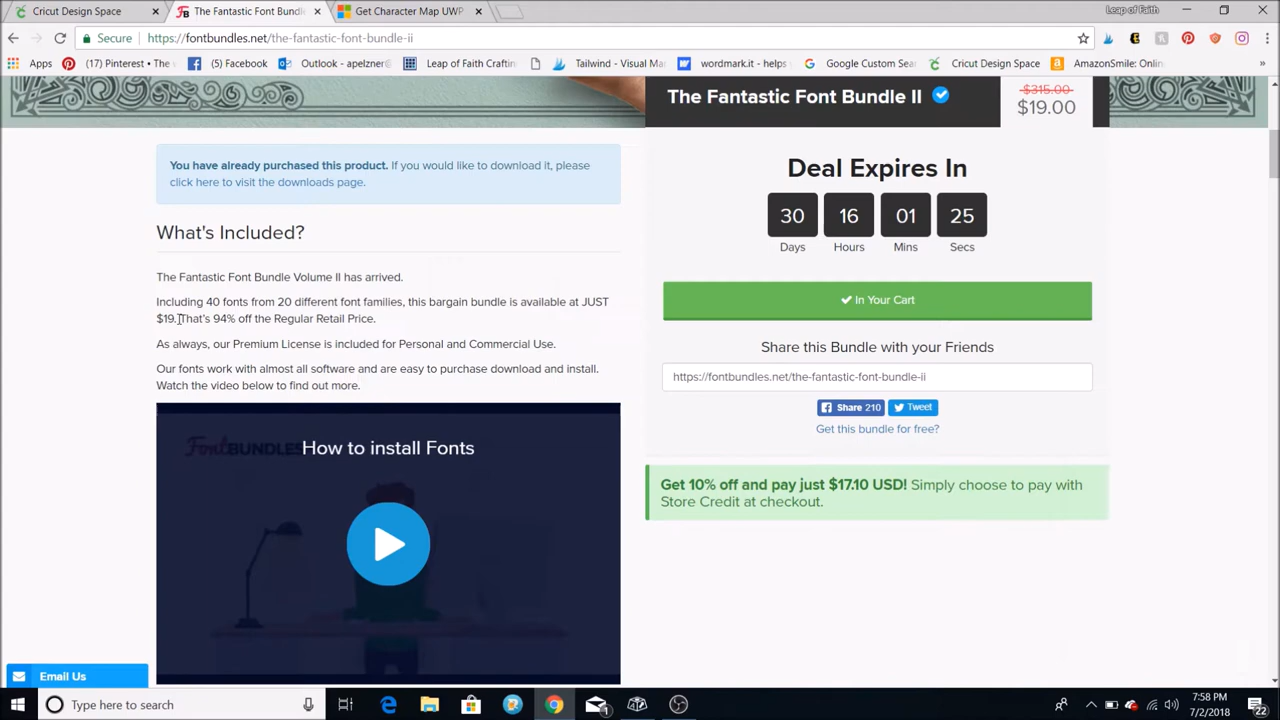 Cricut Design Space
The Fantastic Font Bundle
Get Character Map UWP
Leap of Faith
Secure
https://fontbundles.net/the-fantastic-font-bundle-ii
Apps
(17) Pinterest • The v
(5) Facebook
Outlook - apelzner@
Leap of Faith Crafting
Tailwind - Visual Mar
wordmark.it - helps y
Google Custom Sear
Cricut Design Space
AmazonSmile: Onlin
»
The Fantastic Font Bundle II
$315.00
$19.00
You have already purchased this product. If you would like to download it, please
click here to visit the downloads page.
What's Included?
The Fantastic Font Bundle Volume II has arrived.
Including 40 fonts from 20 different font families, this bargain bundle is available at JUST
$19. That's 94% off the Regular Retail Price.
As always, our Premium License is included for Personal and Commercial Use.
Our fonts work with almost all software and are easy to purchase download and install.
Watch the video below to find out more.
FontBUNDLES
How to install Fonts
Deal Expires In
30 16 01 25
Days Hours Mins Secs
In Your Cart
Share this Bundle with your Friends
https://fontbundles.net/the-fantastic-font-bundle-ii
Share 210 Tweet
Get this bundle for free?
Get 10% off and pay just $17.10 USD! Simply choose to pay with
Store Credit at checkout.
Email Us
Type here to search
1
7:58 PM
7/2/2018
22